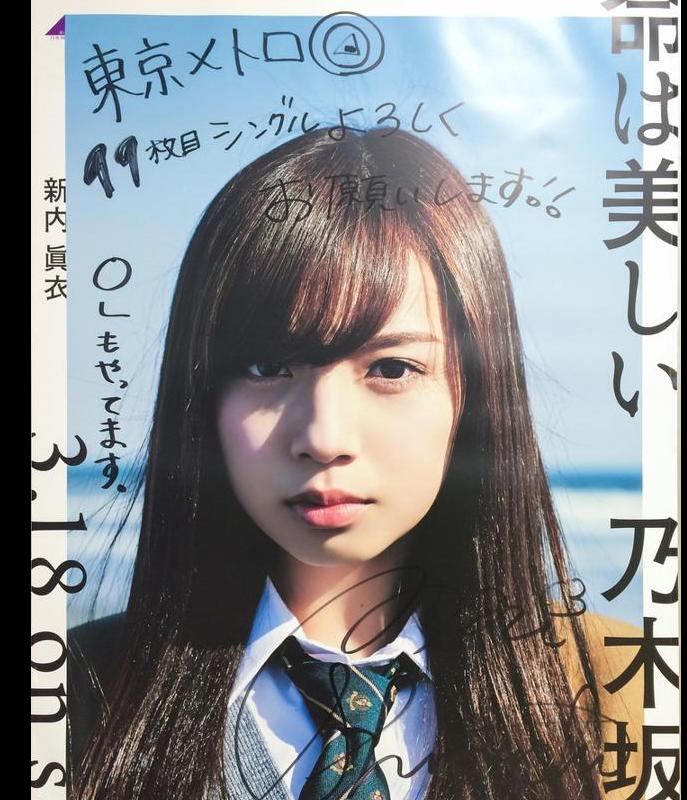 東京メトロ
11枚目シングルよろしく
お願いします!!
OLもやってます。
新内 眞衣
3.18 on s
命は美しい 乃木坂